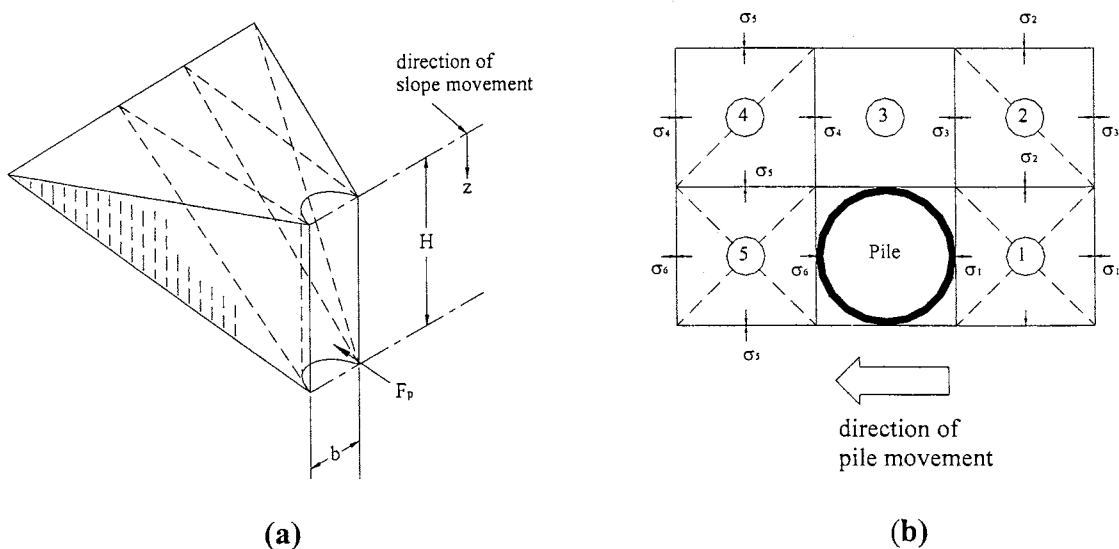 direction of
slope movement
z
H
F_p
b
(a)
σ₅ σ₂
4 3 2
σ₄ σ₄ σ₃ σ₃
σ₅ σ₂
5 Pile 1
σ₆ σ₆ σ₁ σ₁
σ₅
direction of
pile movement
(b)